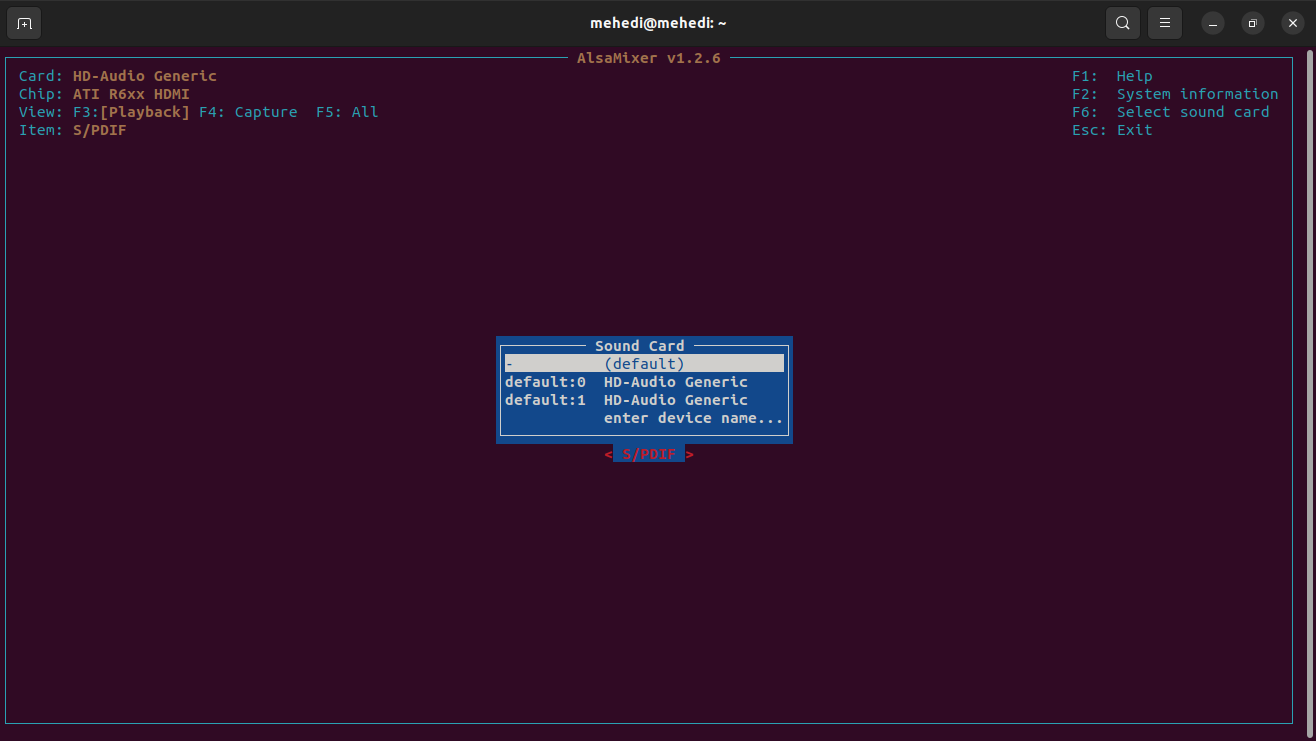 mehedi@mehedi: ~
AlsaMixer v1.2.6
Card: HD-Audio Generic
Chip: ATI R6xx HDMI
View: F3:[Playback] F4: Capture F5: All
Item: S/PDIF
F1: Help
F2: System information
F6: Select sound card
Esc: Exit
Sound Card
- (default)
default:0 HD-Audio Generic
default:1 HD-Audio Generic
enter device name...
< S/PDIF >